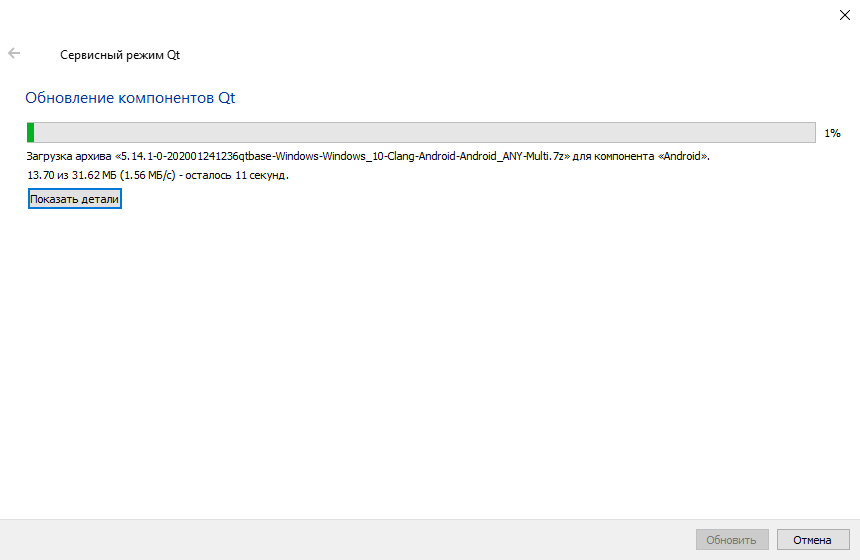 Сервисный режим Qt
Обновление компонентов Qt
1%
Загрузка архива «5.14.1-0-202001241236qtbase-Windows-Windows_10-Clang-Android-Android_ANY-Multi.7z» для компонента «Android».
13.70 из 31.62 МБ (1.56 МБ/с) - осталось 11 секунд.
Показать детали
Обновить
Отмена